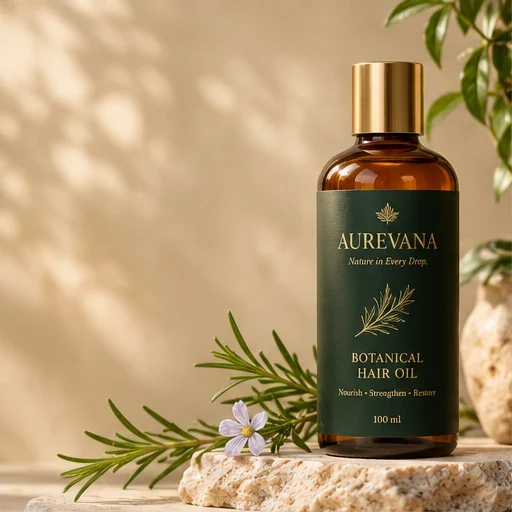 AUREVANA
Nature in Every Drop.
BOTANICAL
HAIR OIL
Nourish • Strengthen • Restore
100 ml